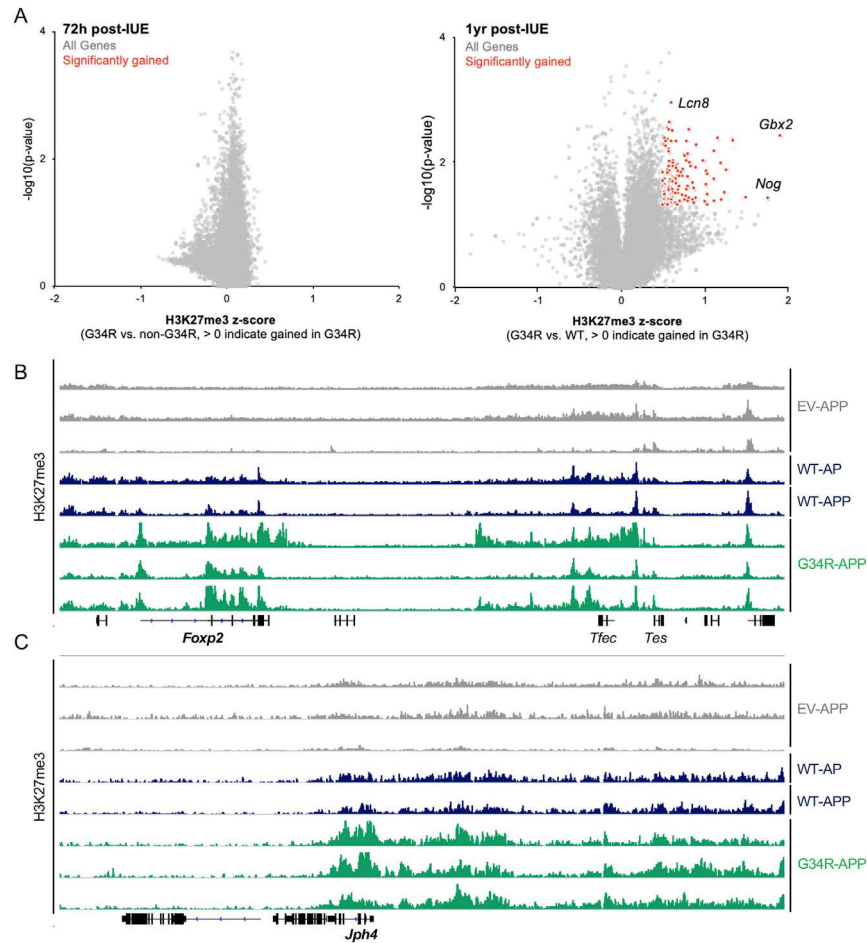 A
72h post-IUE
All Genes
Significantly gained
4
2
0
-log10(p-value)
-2
-1
0
1
2
H3K27me3 z-score
(G34R vs. non-G34R, > 0 indicate gained in G34R)
1yr post-IUE
All Genes
Significantly gained
Lcn8
Gbx2
Nog
4
2
0
-log10(p-value)
-2
-1
0
1
2
H3K27me3 z-score
(G34R vs. WT, > 0 indicate gained in G34R)
B
H3K27me3
EV-APP
WT-AP
WT-APP
G34R-APP
Foxp2
Tfec
Tes
C
H3K27me3
EV-APP
WT-AP
WT-APP
G34R-APP
Jph4